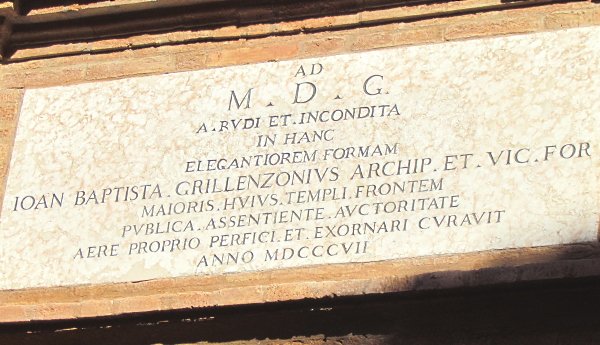 AD
M . D . G.
A . RVDI ET . INCONDITA
IN HANC
ELEGANTIOREM FORMAM
IOAN BAPTISTA . GRILLENZONIVS ARCHIP . ET . VIC . FOR
MAIORIS . HVIVS . TEMPLI . FRONTEM
PVBLICA . ASSENTIENTE . AVCTORITATE
AERE PROPRIO PERFICI . ET . EXORNARI CVRAVIT
ANNO MDCCCVII